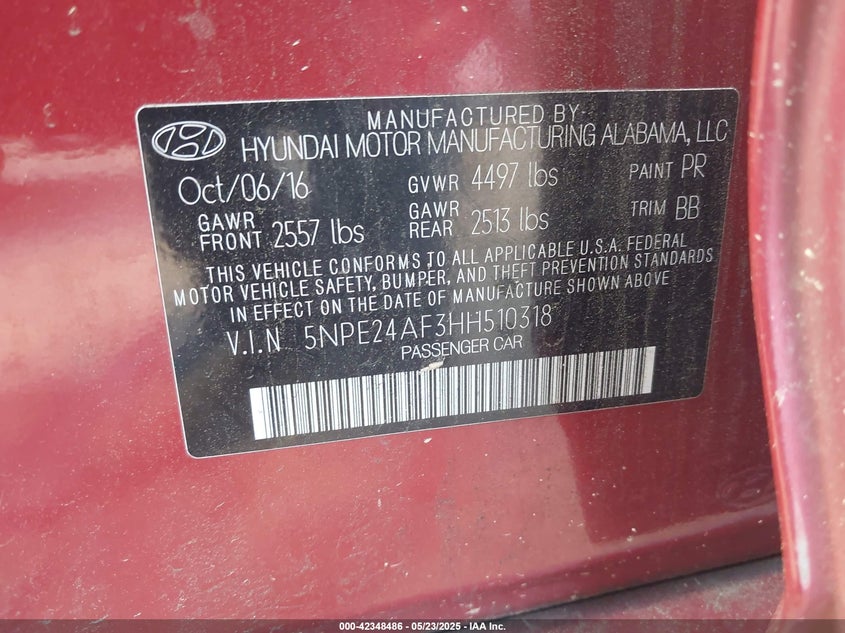 MANUFACTURED BY
HYUNDAI MOTOR MANUFACTURING ALABAMA, LLC
Oct/06/16 GVWR 4497 lbs PAINT PR
GAWR FRONT 2557 lbs GAWR REAR 2513 lbs TRIM BB
THIS VEHICLE CONFORMS TO ALL APPLICABLE U.S.A. FEDERAL
MOTOR VEHICLE SAFETY, BUMPER, AND THEFT PREVENTION STANDARDS
IN EFFECT ON THE DATE OF MANUFACTURE SHOWN ABOVE
V.I.N 5NPE24AF3HH510318
PASSENGER CAR
000-42348486 - 05/23/2025 - IAA Inc.